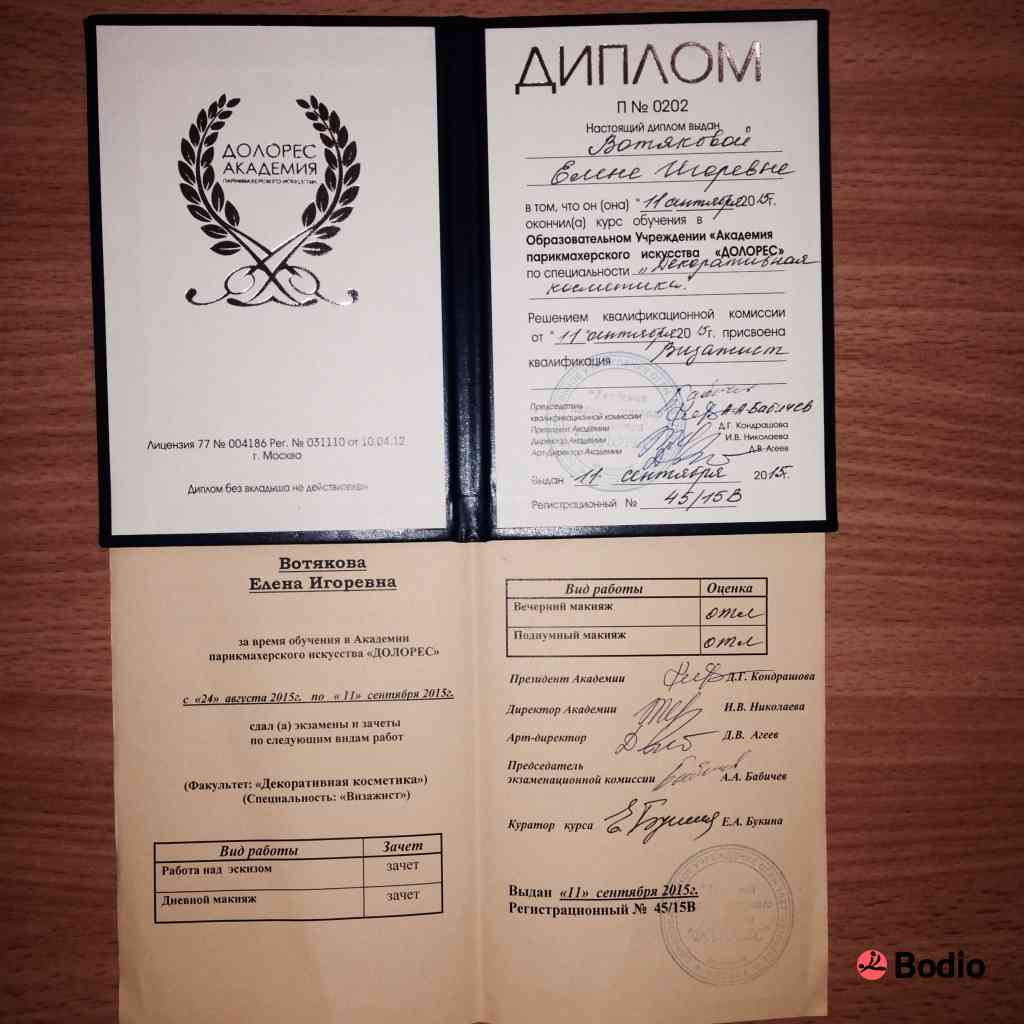 ДОЛОРЕС
АКАДЕМИЯ
ПАРИКМАХЕРСКОГО ИСКУССТВА
Лицензия 77 № 004186 Рег. № 031110 от 10.04.12
г. Москва
Диплом без вкладыша не действителен
ДИПЛОМ
П № 0202
Настоящий диплом выдан
Вотяковой
Елене Игоревне
в том, что он (она) "11 сентября 2015г.
окончил(а) курс обучения в
Образовательном Учреждении «Академия
парикмахерского искусства «ДОЛОРЕС»
по специальности „Декоративная
косметика.
Решением квалификационной комиссии
от "11" сентября 2015г. присвоена
квалификация Визажист
Председатель
квалификационной комиссии А.А.Бабичев
Президент Академии Д.Г. Кондрашова
Директор Академии И.В. Николаева
Арт-Директор Академии Д.В. Агеев
Выдан 11 сентября 2015г.
Регистрационный № 45/15В
Вотякова
Елена Игоревна
за время обучения в Академии
парикмахерского искусства «ДОЛОРЕС»
с «24» августа 2015г. по «11» сентября 2015г.
сдал (а) экзамены и зачеты
по следующим видам работ
(Факультет: «Декоративная косметика»)
(Специальность: «Визажист»)
Вид работы Зачет
Работа над эскизом зачет
Дневной макияж зачет
Вид работы Оценка
Вечерний макияж отл
Подиумный макияж отл
Президент Академии Д.Г. Кондрашова
Директор Академии И.В. Николаева
Арт-директор Д.В. Агеев
Председатель
экзаменационной комиссии А.А. Бабичев
Куратор курса Е.А. Букина
Выдан «11» сентября 2015г.
Регистрационный № 45/15В
Bodio